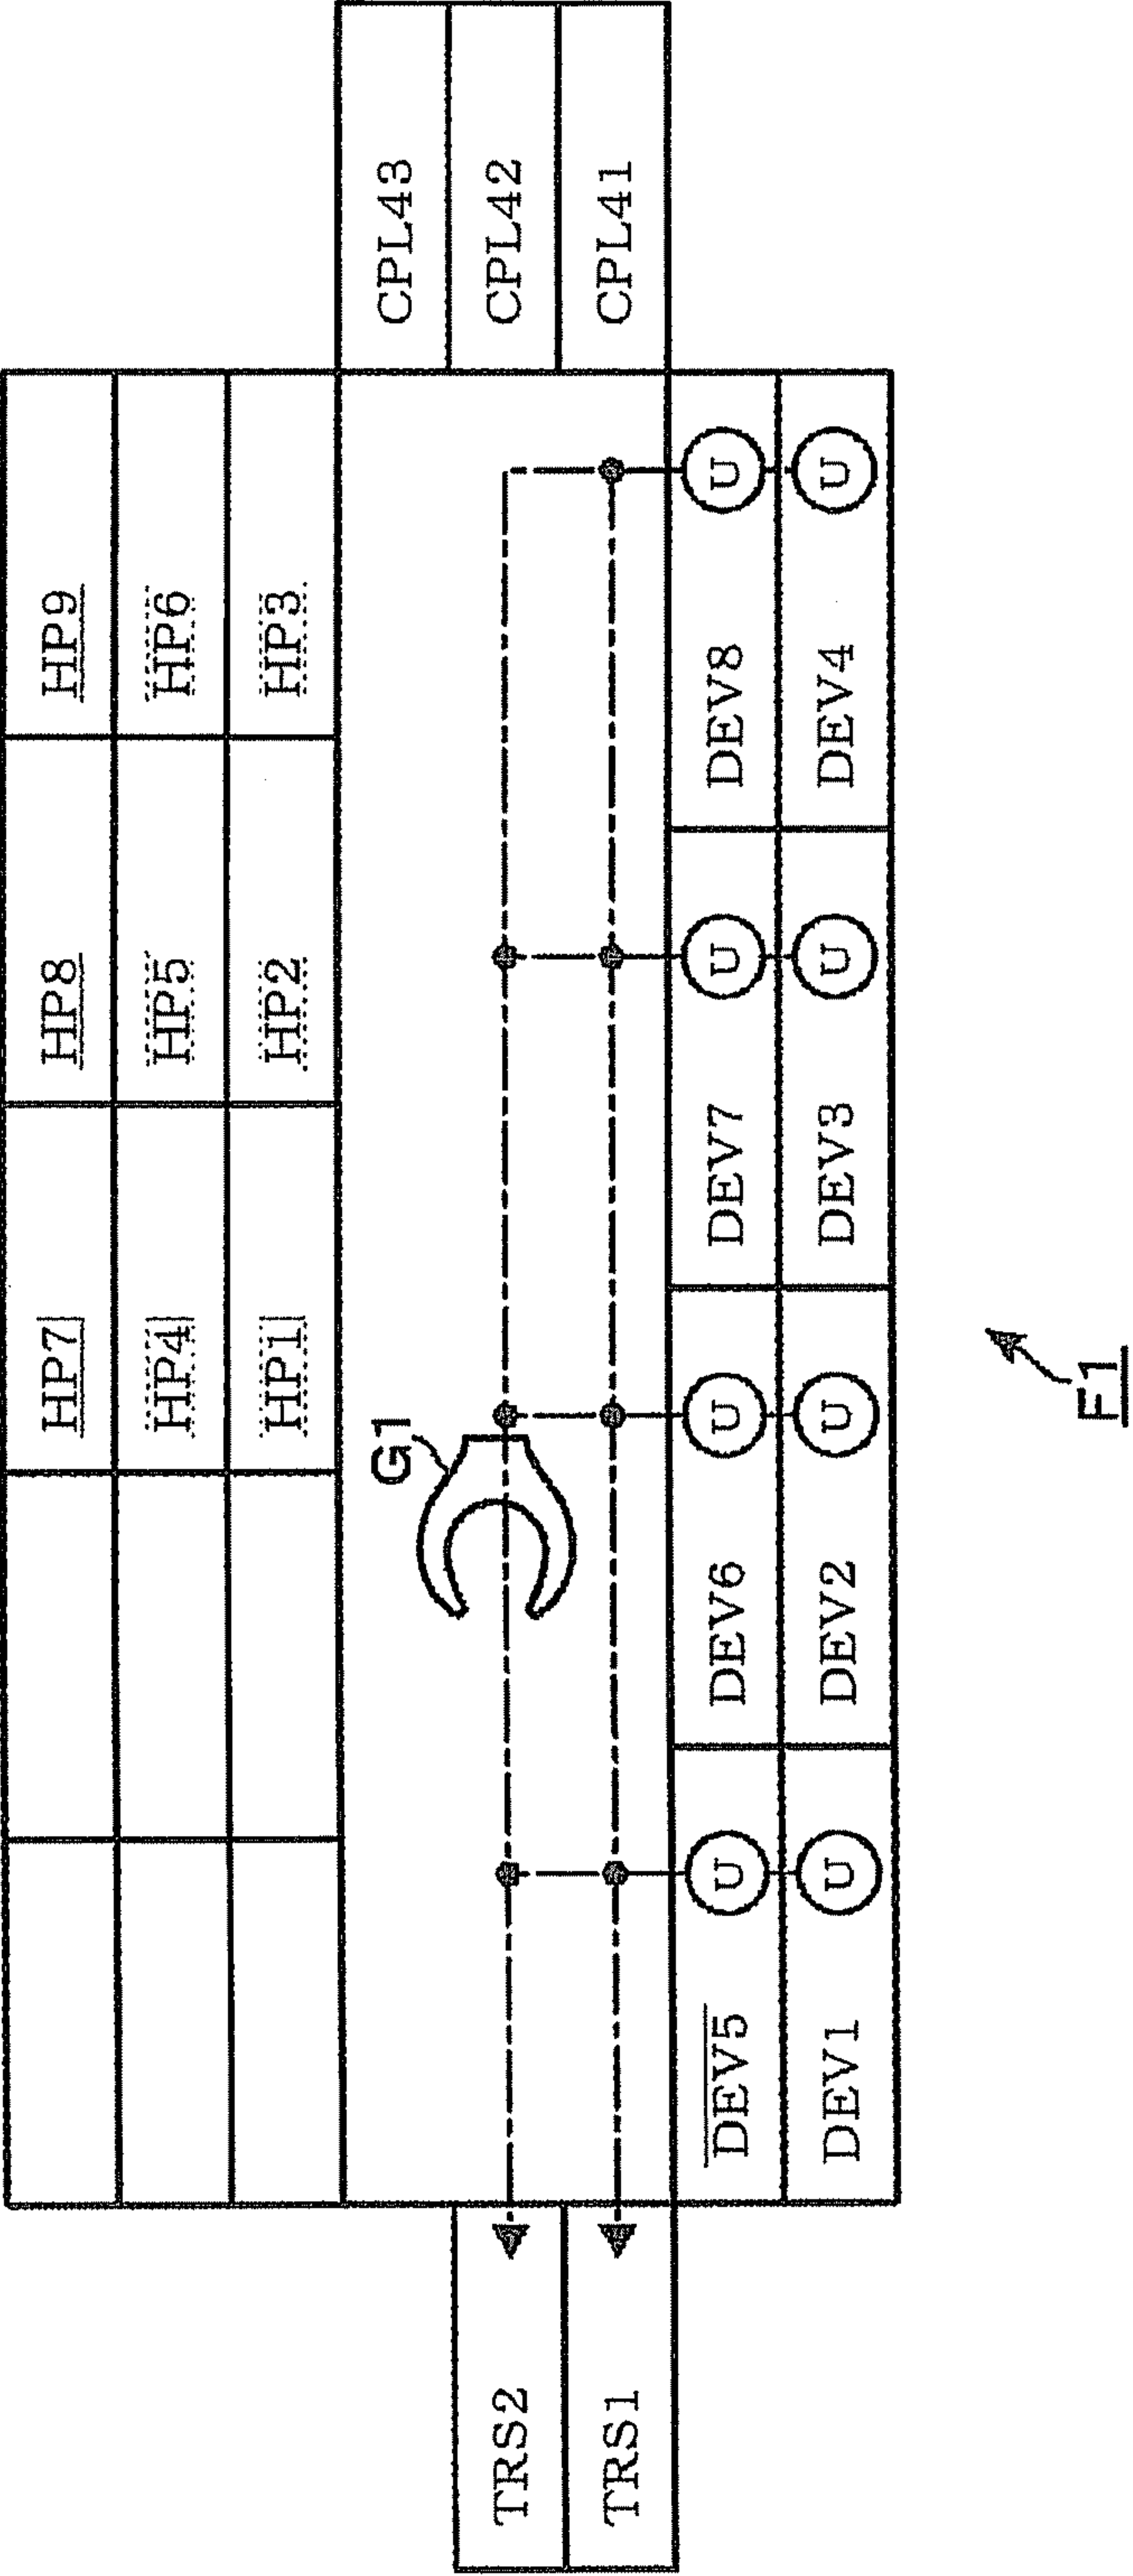 HP7 HP8 HP9
HP4 HP5 HP6
HP1 HP2 HP3
G1 CPL43
TRS2 CPL42
TRS1 CPL41
DEV5 U DEV6 U DEV7 U DEV8 U
DEV1 U DEV2 U DEV3 U DEV4 U
F1